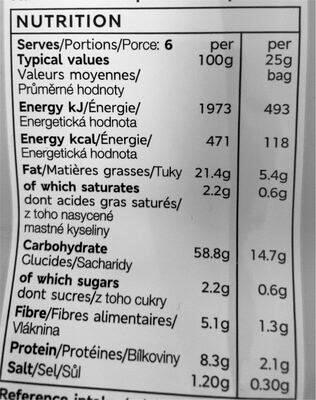 NUTRITION
Serves/Portions/Porce: 6 per per
Typical values 100g 25g
Valeurs moyennes/ bag
Průměrné hodnoty
Energy kJ/Énergie/ 1973 493
Energetická hodnota
Energy kcal/Énergie/ 471 118
Energetická hodnota
Fat/Matières grasses/Tuky 21.4g 5.4g
of which saturates 2.2g 0.6g
dont acides gras saturés/
z toho nasycené
mastné kyseliny
Carbohydrate 58.8g 14.7g
Glucides/Sacharidy
of which sugars 2.2g 0.6g
dont sucres/z toho cukry
Fibre/Fibres alimentaires/ 5.1g 1.3g
Vláknina
Protein/Protéines/Bílkoviny 8.3g 2.1g
Salt/Sel/Sůl 1.20g 0.30g
Reference